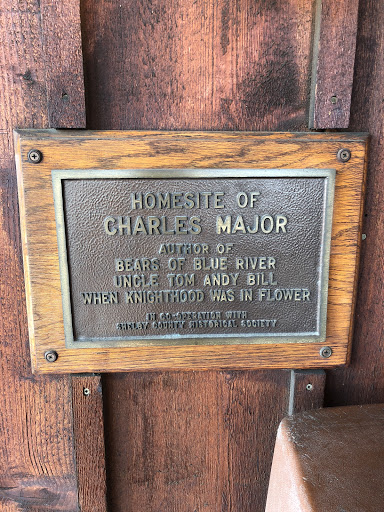 HOMESITE OF
CHARLES MAJOR
AUTHOR OF
BEARS OF BLUE RIVER
UNCLE TOM ANDY BILL
WHEN KNIGHTHOOD WAS IN FLOWER
IN CO-OPERATION WITH
SHELBY COUNTY HISTORICAL SOCIETY